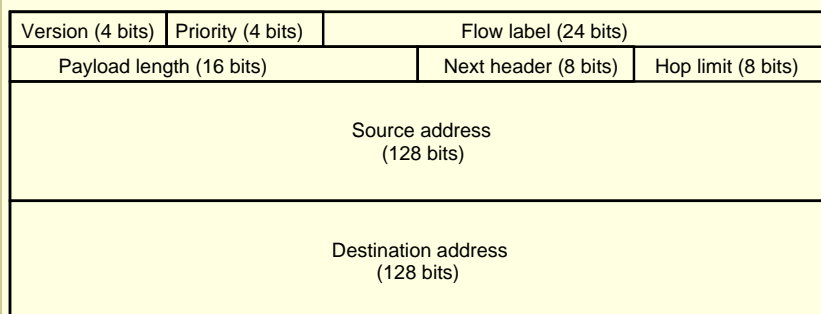 Version (4 bits) Priority (4 bits) Flow label (24 bits)
Payload length (16 bits) Next header (8 bits) Hop limit (8 bits)
Source address
(128 bits)
Destination address
(128 bits)